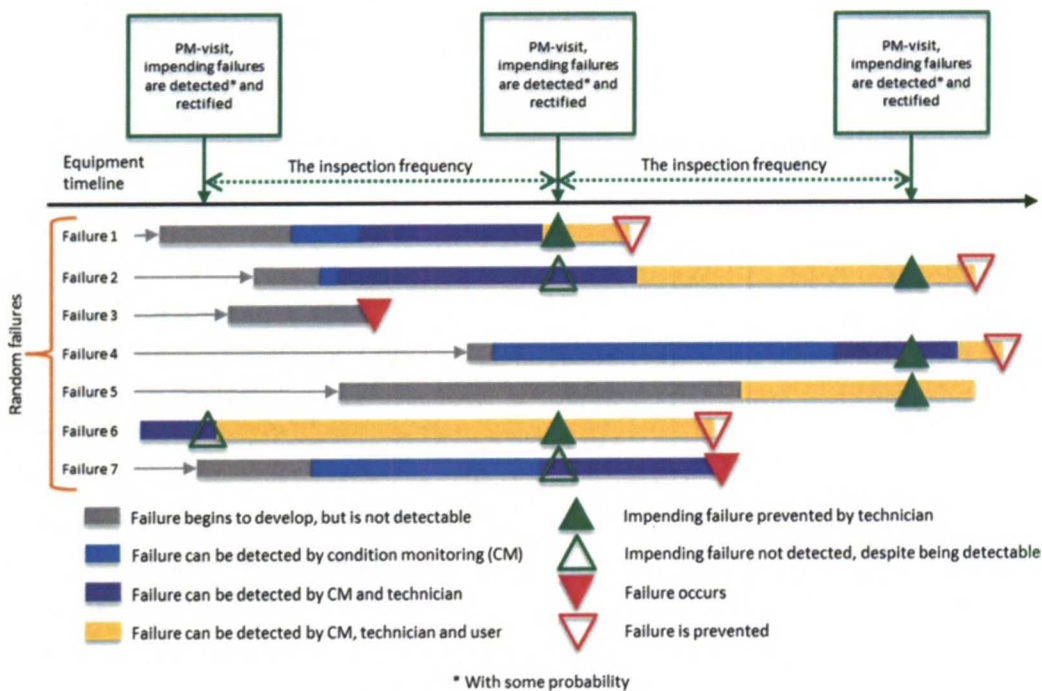 PM-visit,
impending failures
are detected* and
rectified
PM-visit,
impending failures
are detected* and
rectified
PM-visit,
impending failures
are detected* and
rectified
Equipment
timeline
The inspection frequency
The inspection frequency
Random failures
Failure 1
Failure 2
Failure 3
Failure 4
Failure 5
Failure 6
Failure 7
Failure begins to develop, but is not detectable
Failure can be detected by condition monitoring (CM)
Failure can be detected by CM and technician
Failure can be detected by CM, technician and user
Impending failure prevented by technician
Impending failure not detected, despite being detectable
Failure occurs
Failure is prevented
* With some probability